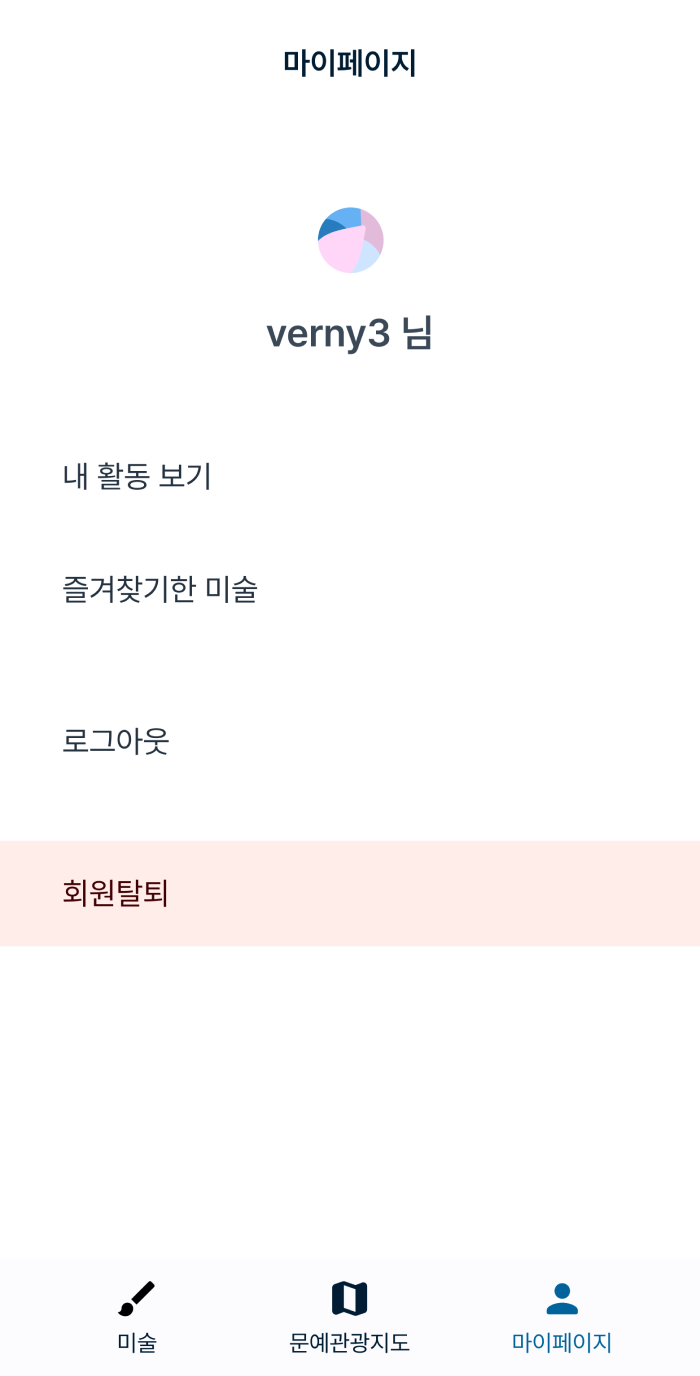 마이페이지
verny3 님
내 활동 보기
즐겨찾기한 미술
로그아웃
회원탈퇴
미술
문예관광지도
마이페이지